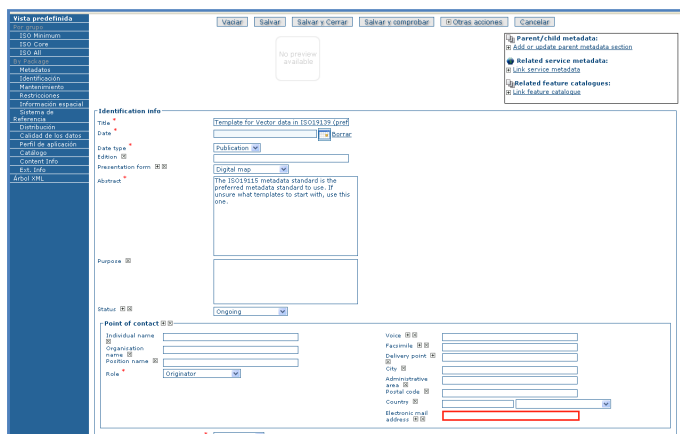 Vista predefinida
Por grupo
ISO Minimum
ISO Core
ISO All
By Package
Metadatos
Identificación
Mantenimiento
Restricciones
Información espacial
Sistema de
Referencia
Distribución
Calidad de los datos
Perfil de aplicación
Catálogo
Content Info
Ext. Info
Árbol XML
Vaciar Salvar Salvar y Cerrar Salvar y comprobar Otras acciones Cancelar
No preview
available
Parent/child metadata:
Add or update parent metadata section
Related service metadata:
Link service metadata
Related feature catalogues:
Link feature catalogue
Identification info
Title * Template for Vector data in ISO19139 (pref
Date * Borrar
Date type * Publication
Edition
Presentation form Digital map
Abstract * The ISO19115 metadata standard is the
preferred metadata standard to use. If
unsure what templates to start with, use this
one.
Purpose
Status Ongoing
Point of contact
Individual name
Organisation
name
Position name
Role * Originator
Voice
Facsimile
Delivery point
City
Administrative
area
Postal code
Country
Electronic mail
address
*